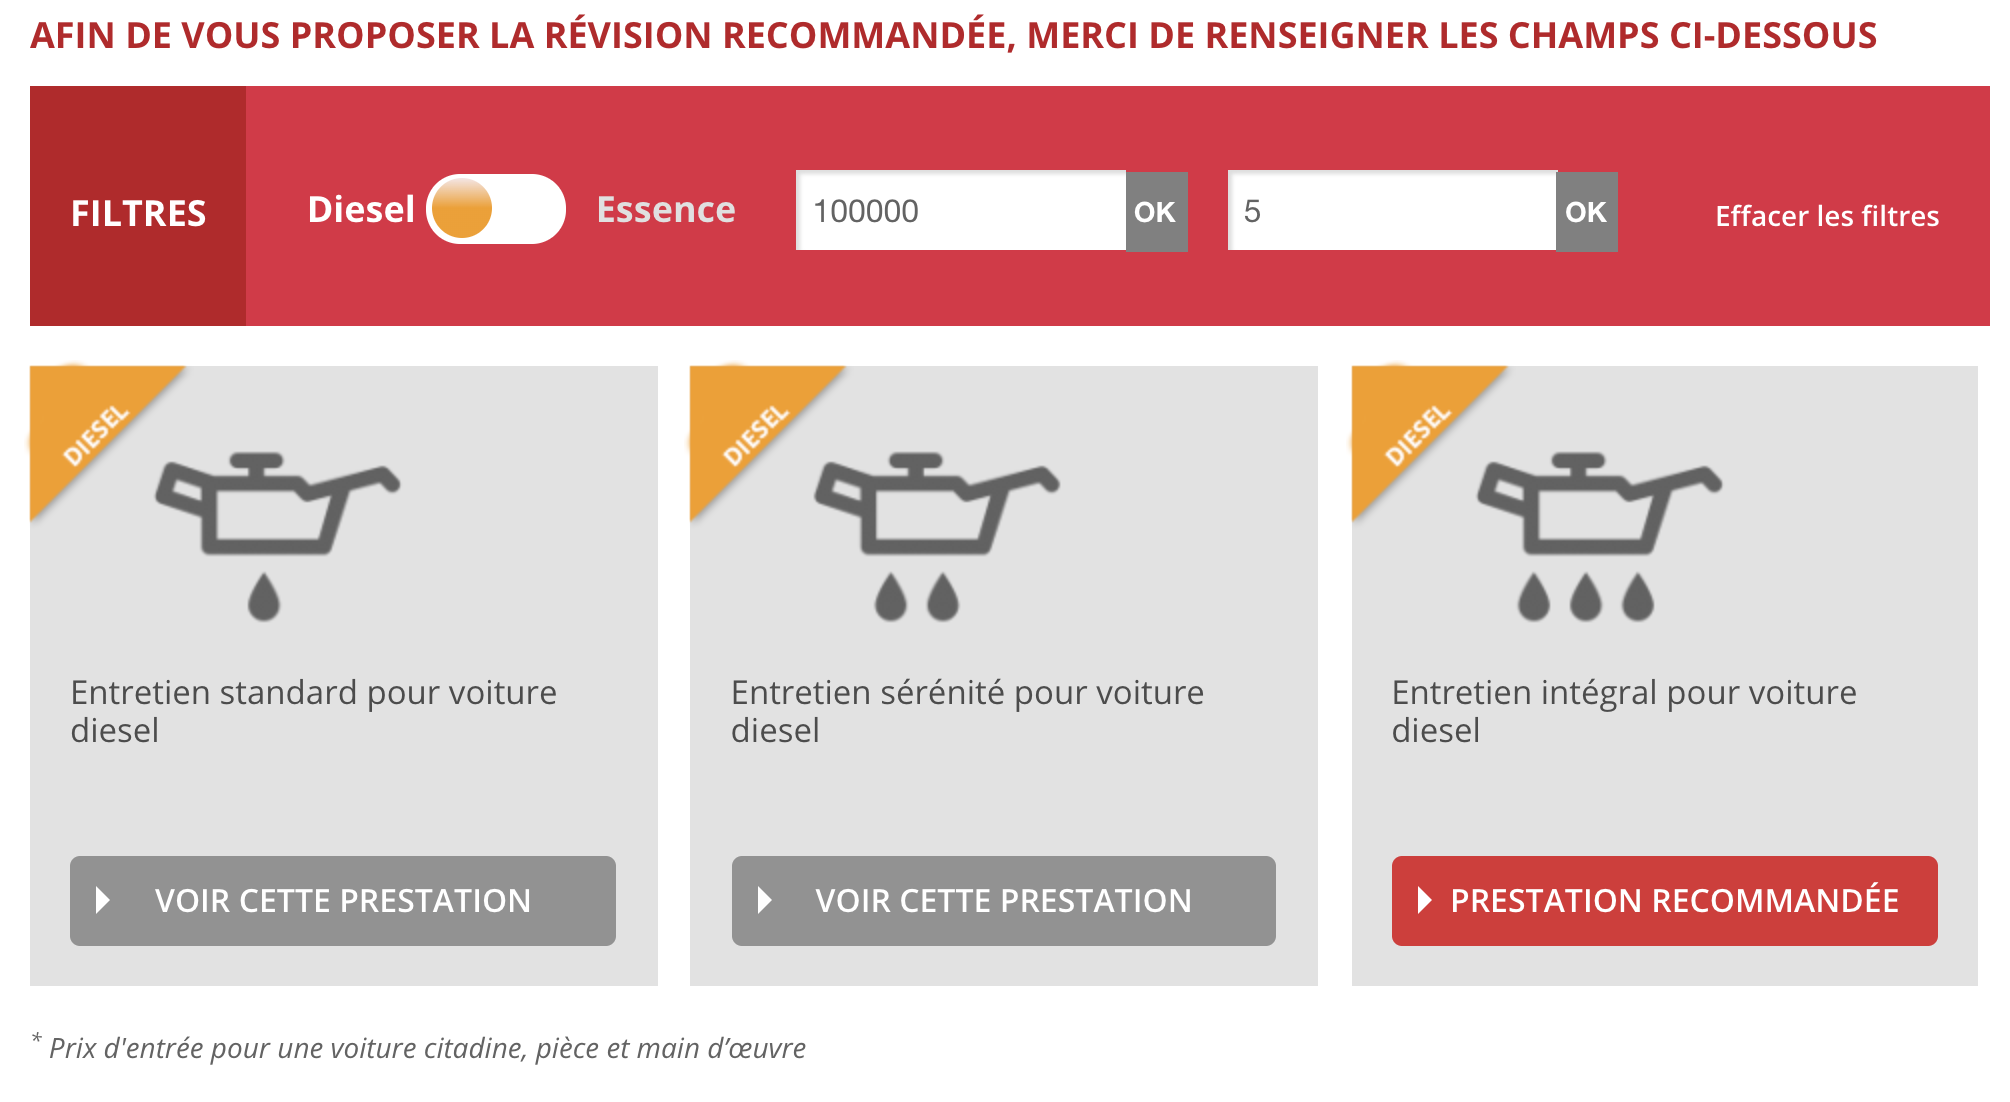 AFIN DE VOUS PROPOSER LA RÉVISION RECOMMANDÉE, MERCI DE RENSEIGNER LES CHAMPS CI-DESSOUS
FILTRES
Diesel
Essence
100000
OK
5
OK
Effacer les filtres
DIESEL
Entretien standard pour voiture
diesel
VOIR CETTE PRESTATION
DIESEL
Entretien sérénité pour voiture
diesel
VOIR CETTE PRESTATION
DIESEL
Entretien intégral pour voiture
diesel
PRESTATION RECOMMANDÉE
* Prix d'entrée pour une voiture citadine, pièce et main d’œuvre